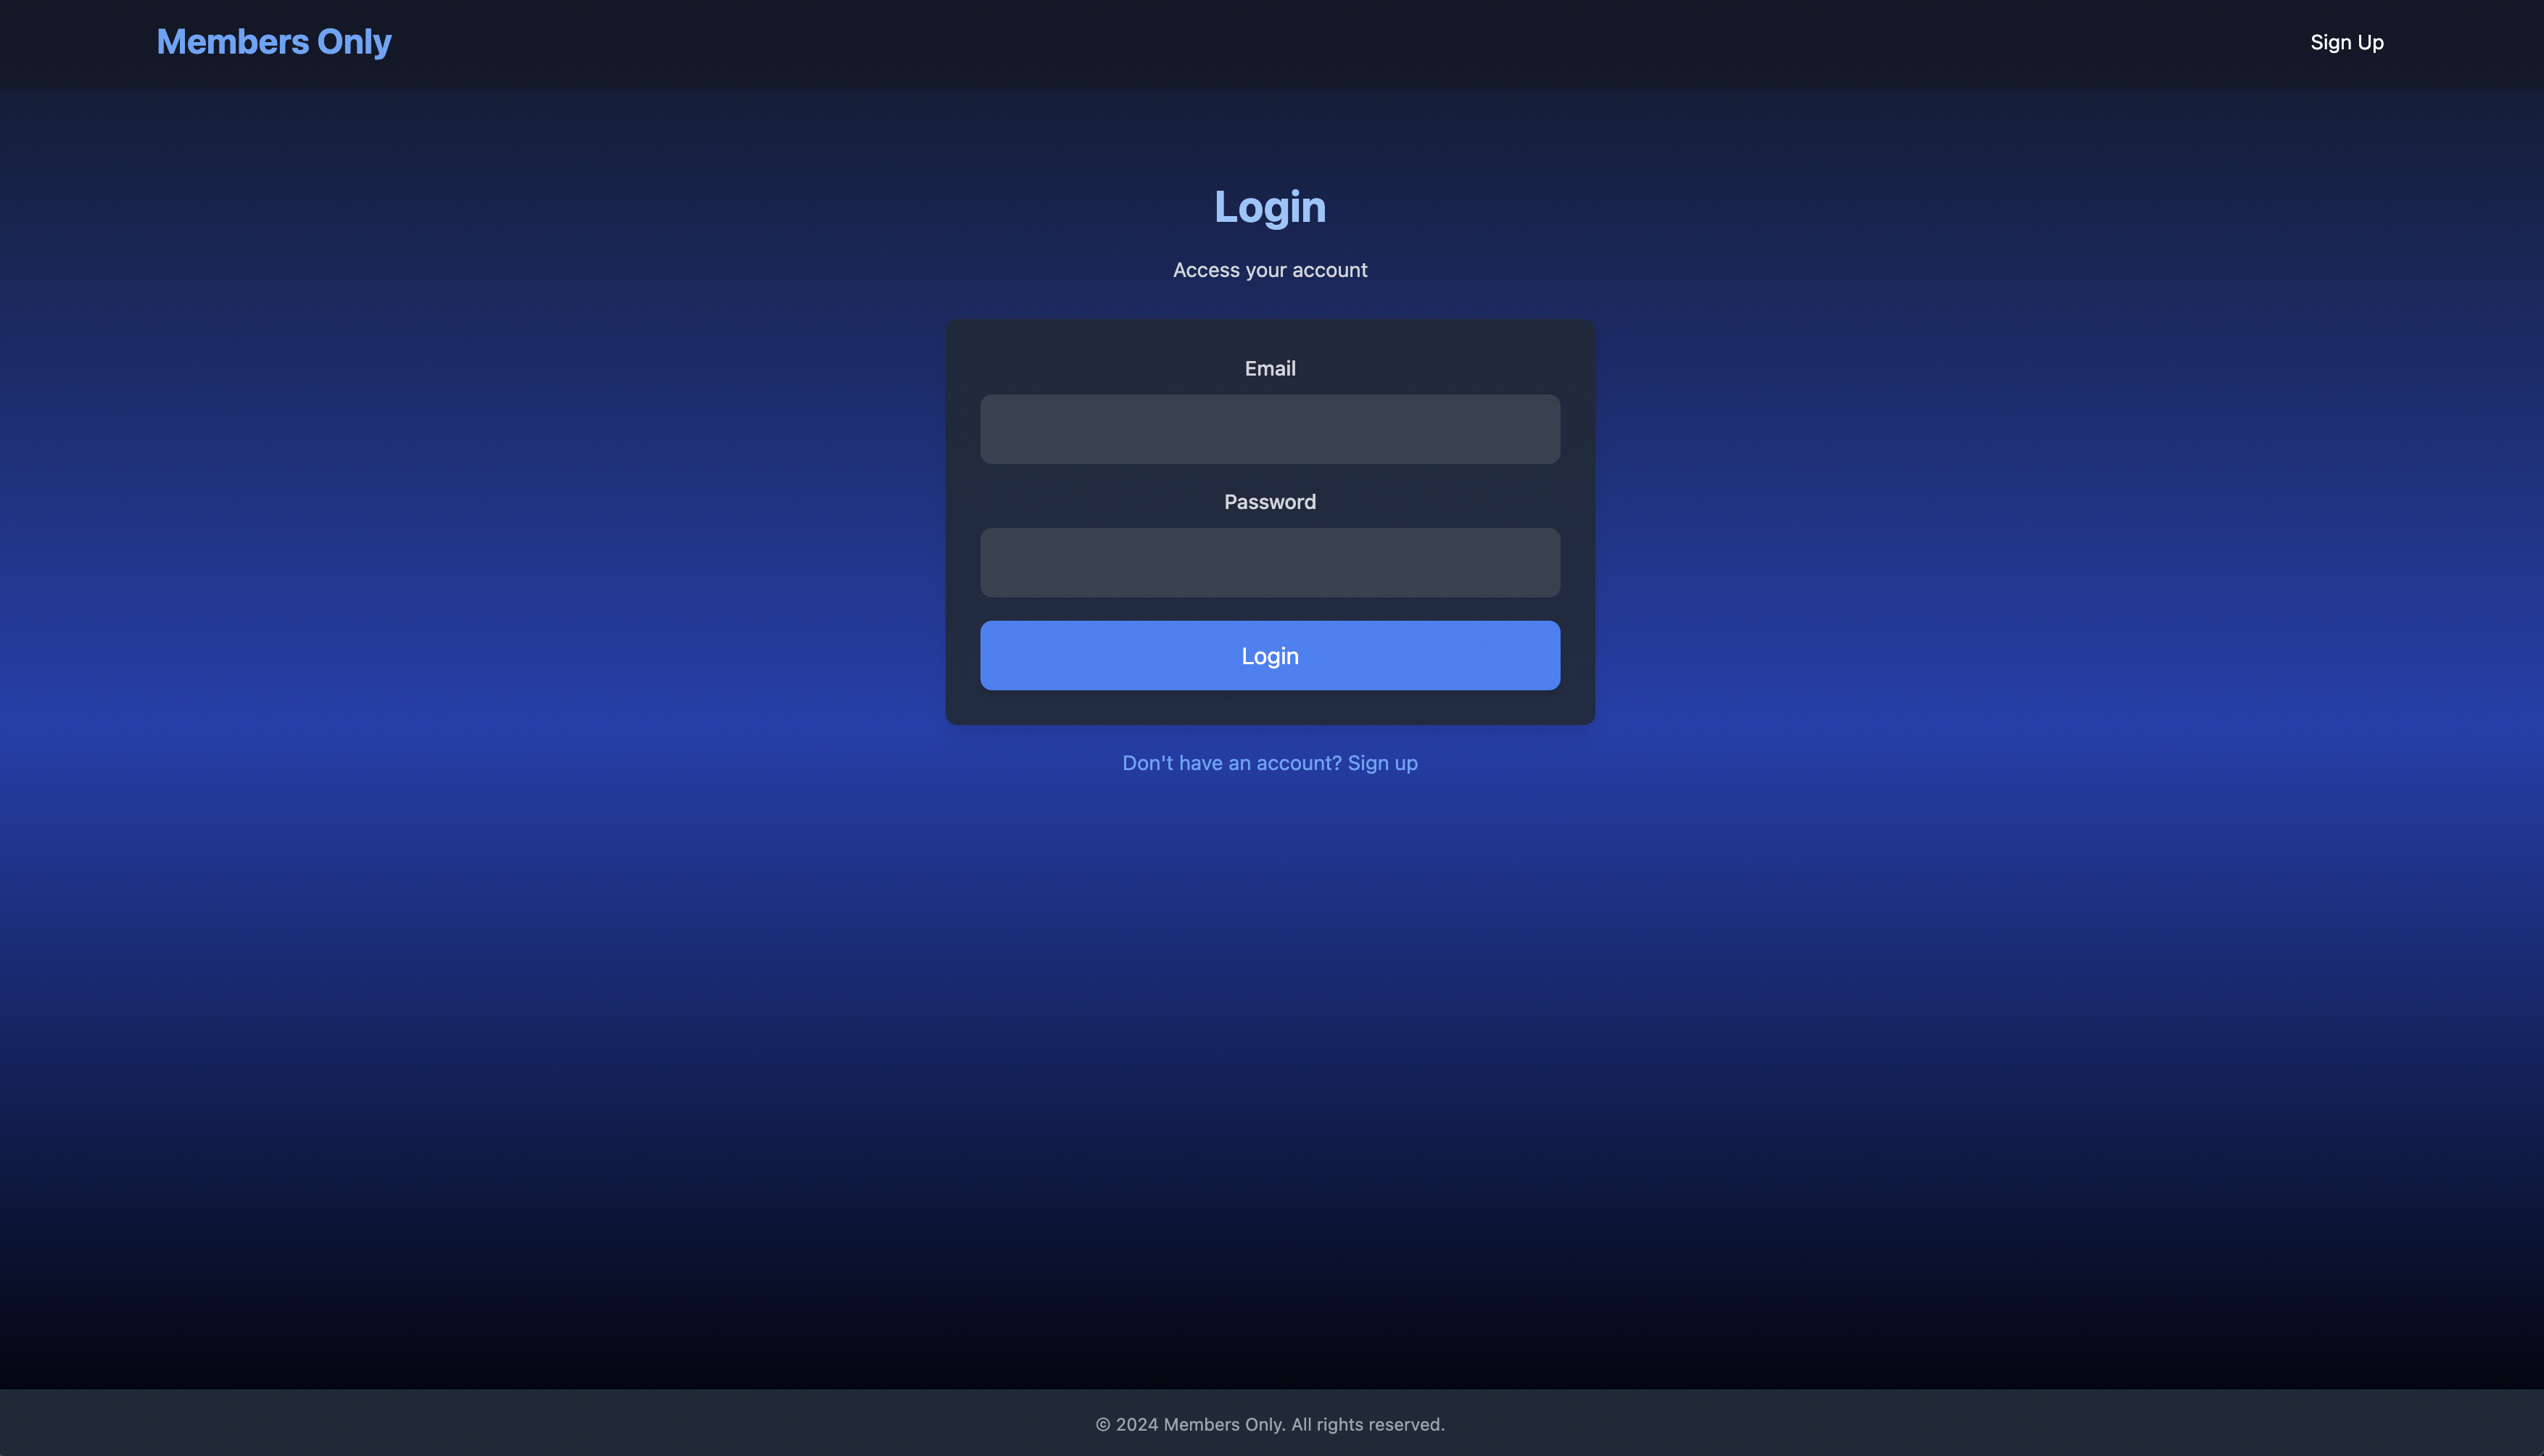 Members Only
Sign Up
Login
Access your account
Email
Password
Login
Don't have an account? Sign up
© 2024 Members Only. All rights reserved.